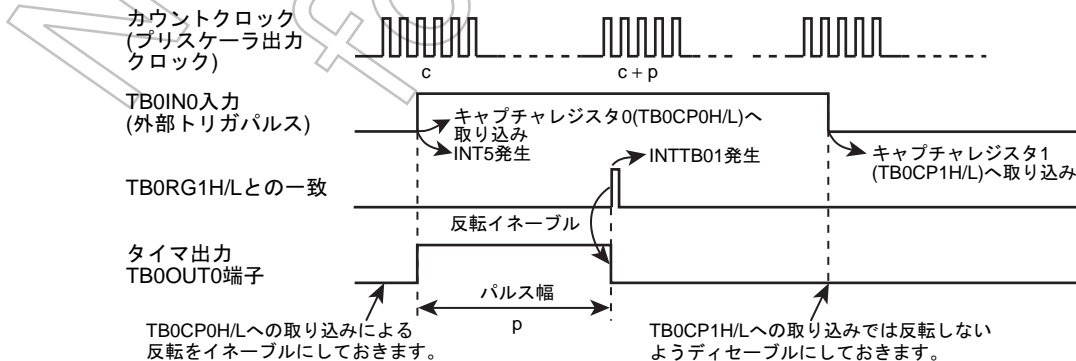 カウントクロック
(プリスケーラ出力
クロック)
c
c + p
TB0IN0入力
(外部トリガパルス)
キャプチャレジスタ0(TB0CP0H/L)へ
取り込み
INT5発生
INTTB01発生
キャプチャレジスタ1
(TB0CP1H/L)へ取り込み
TB0RG1H/Lとの一致
反転イネーブル
タイマ出力
TB0OUT0端子
パルス幅
p
TB0CP0H/Lへの取り込みによる
反転をイネーブルにしておきます。
TB0CP1H/Lへの取り込みでは反転しない
ようディセーブルにしておきます。